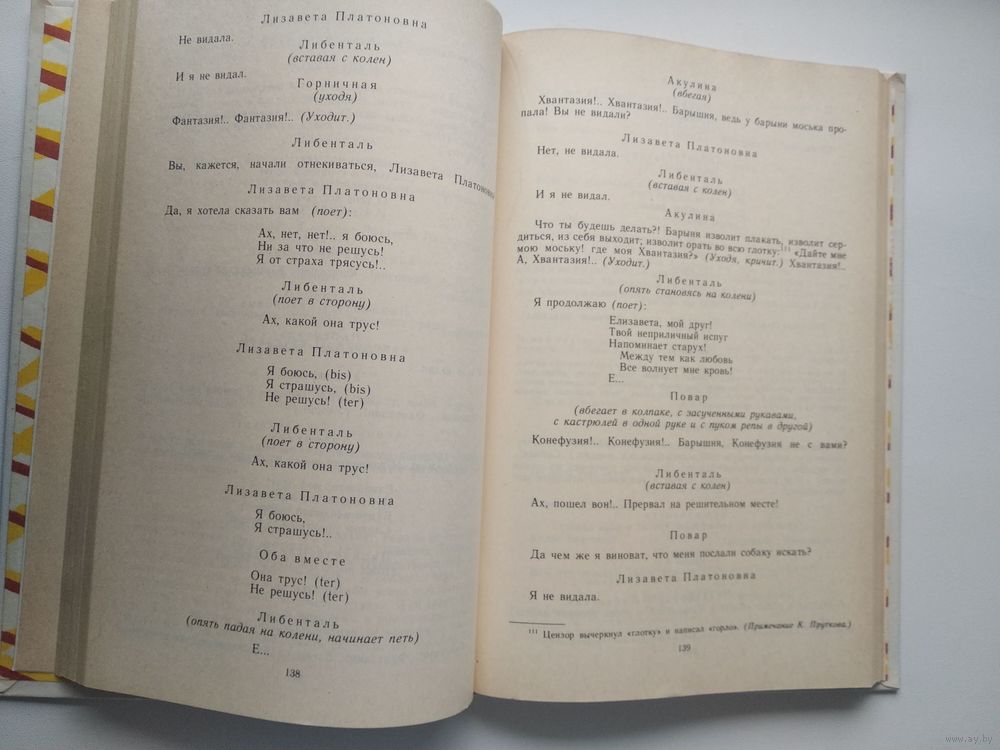 Лизавета Платоновна
Не видала.
Либенталь
(вставая с колен)
И я не видал.
Горничная
(уходя)
Фантазия!.. Фантазия!.. (Уходит.)
Либенталь
Вы, кажется, начали отнекиваться, Лизавета Платоновна
Лизавета Платоновна
Да, я хотела сказать вам (поет):
Ах, нет, нет!.. я боюсь,
Ни за что не решусь!
Я от страха трясусь!..
Либенталь
(поет в сторону)
Ах, какой она трус!
Лизавета Платоновна
Я боюсь, (bis)
Я страшусь, (bis)
Не решусь! (ter)
Либенталь
(поет в сторону)
Ах, какой она трус!
Лизавета Платоновна
Я боюсь,
Я страшусь!..
Оба вместе
Она трус! (ter)
Не решусь! (ter)
Либенталь
(опять падая на колени, начинает петь)
Е...
138
Акулина
(вбегая)
Хвантазия!.. Хвантазия!.. Барышня, ведь у барыни моська про-
пала! Вы не видали?
Лизавета Платоновна
Нет, не видала.
Либенталь
(вставая с колен)
И я не видал.
Акулина
Что ты будешь делать?! Барыня изволит плакать, изволит сер-
диться, из себя выходит; изволит орать во всю глотку:¹¹¹ «Дайте мне
мою моську! где моя Хвантазия?» (Уходя, кричит.) Хвантазия!..
А, Хвантазия!.. (Уходит.)
Либенталь
(опять становясь на колени)
Я продолжаю (поет):
Елизавета, мой друг!
Твой неприличный испуг
Напоминает старух!
Между тем как любовь
Все волнует мне кровь!
Е...
Повар
(вбегает в колпаке, с засученными рукавами,
с кастрюлей в одной руке и с пуком репы в другой)
Конефузия!.. Конефузия!.. Барышня, Конефузия не с вами?
Либенталь
(вставая с колен)
Ах, пошел вон!.. Прервал на решительном месте!
Повар
Да чем же я виноват, что меня послали собаку искать?
Лизавета Платоновна
Я не видала.
¹¹¹ Цензор вычеркнул «глотку» и написал «горло». (Примечание К. Пруткова.)
139
www.ay.by